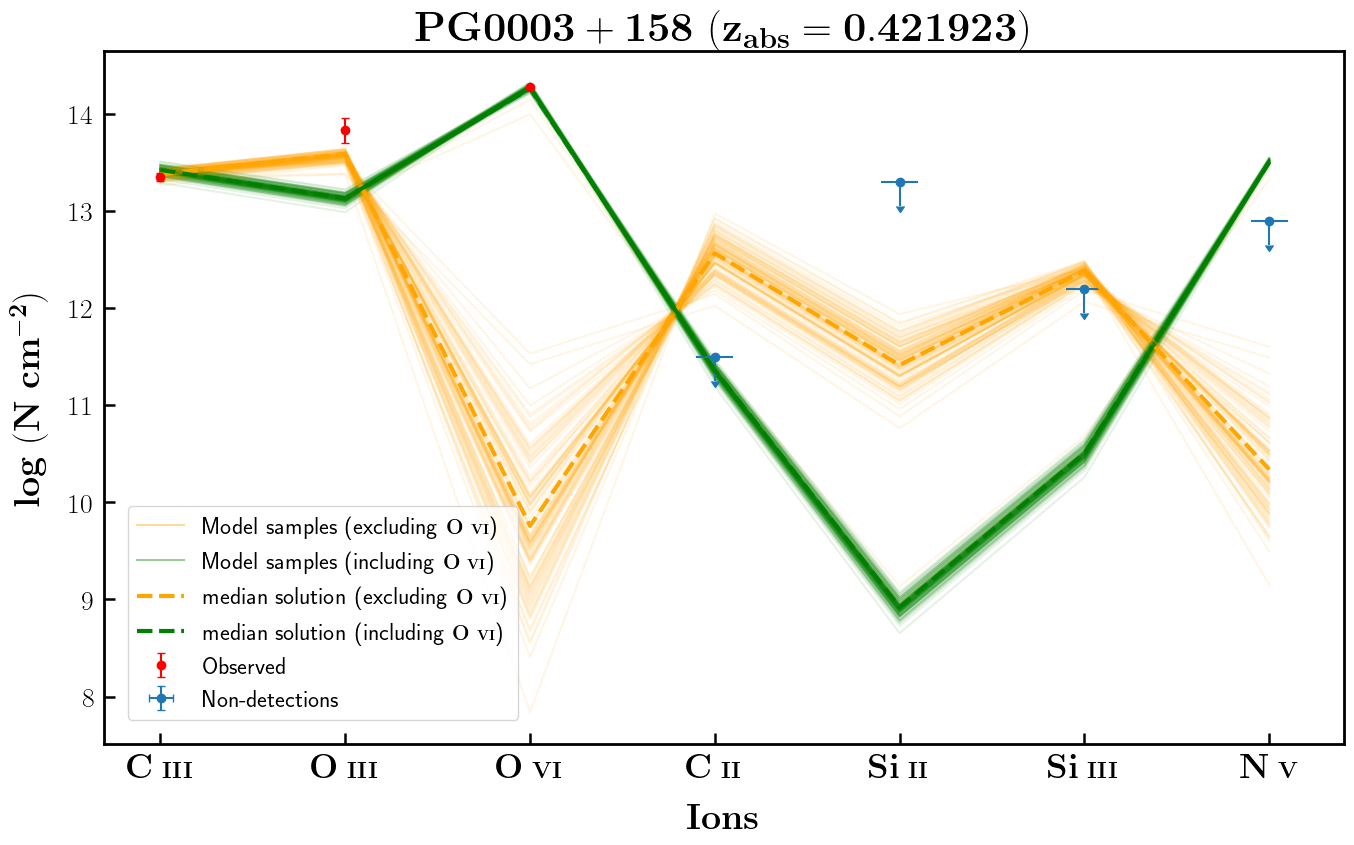 PG0003 + 158 (z_abs = 0.421923)
log (N cm⁻²)
14
13
12
11
10
9
8
Model samples (excluding O VI)
Model samples (including O VI)
median solution (excluding O VI)
median solution (including O VI)
Observed
Non-detections
C III O III O VI C II Si II Si III N V
Ions